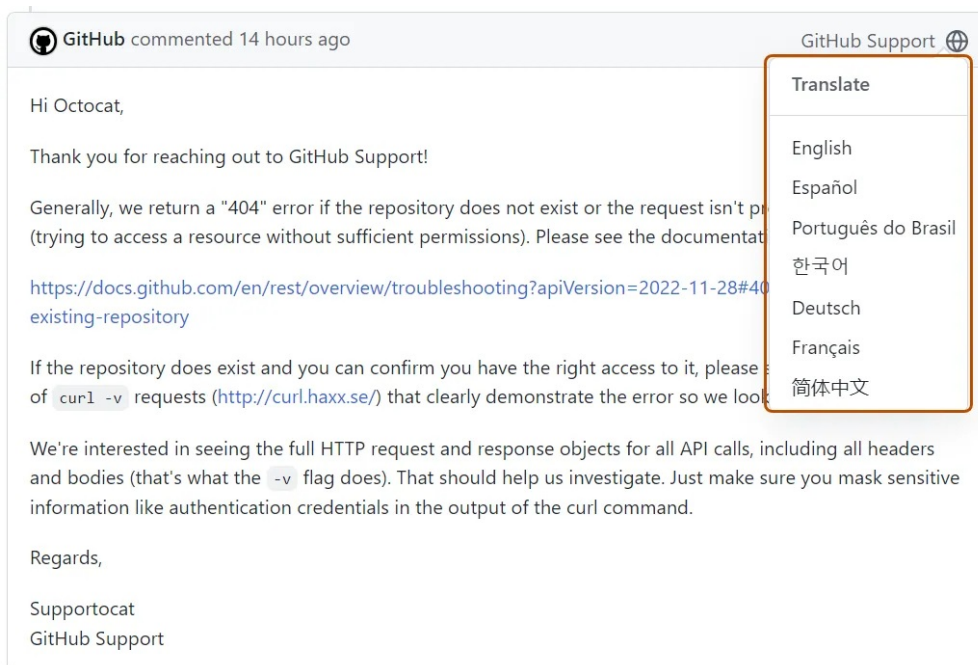 GitHub commented 14 hours ago
GitHub Support
Translate
English
Español
Português do Brasil
한국어
Deutsch
Français
简体中文
Hi Octocat,
Thank you for reaching out to GitHub Support!
Generally, we return a "404" error if the repository does not exist or the request isn't
(trying to access a resource without sufficient permissions). Please see the
https://docs.github.com/en/rest/overview/troubleshooting?apiVersion=2022-11-28#40
existing-repository
If the repository does exist and you can confirm you have the right access to it, please
of curl -v requests (http://curl.haxx.se/) that clearly demonstrate the error so we
We're interested in seeing the full HTTP request and response objects for all API calls, including all headers
and bodies (that's what the -v flag does). That should help us investigate. Just make sure you mask sensitive
information like authentication credentials in the output of the curl command.
Regards,
Supportocat
GitHub Support